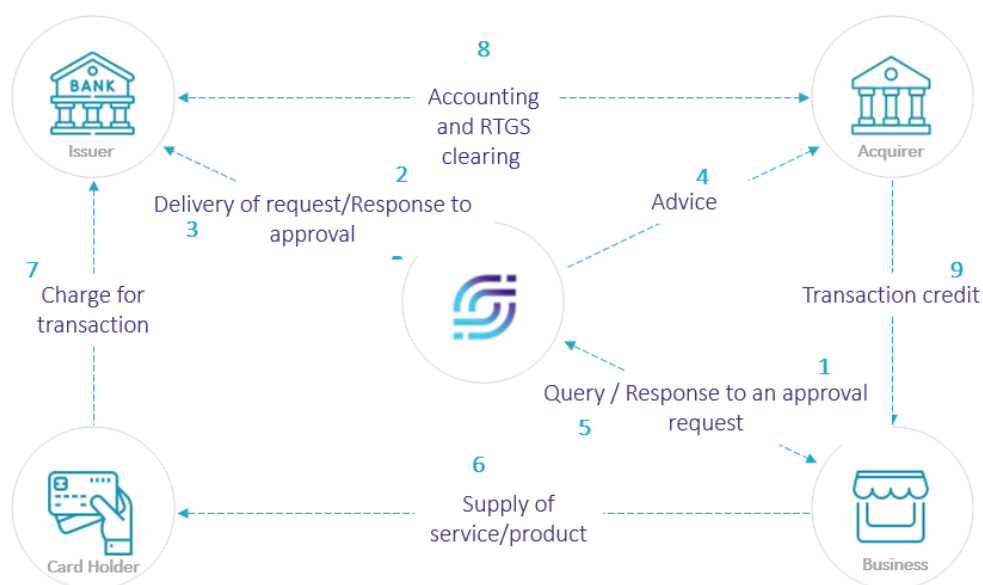 8
BANK
Issuer
Accounting
and RTGS
clearing
Acquirer
2
Delivery of request/Response to
3
approval
4
Advice
7
Charge for
transaction
9
Transaction credit
1
Query / Response to an approval
request
5
6
Supply of
service/product
Card Holder
Business